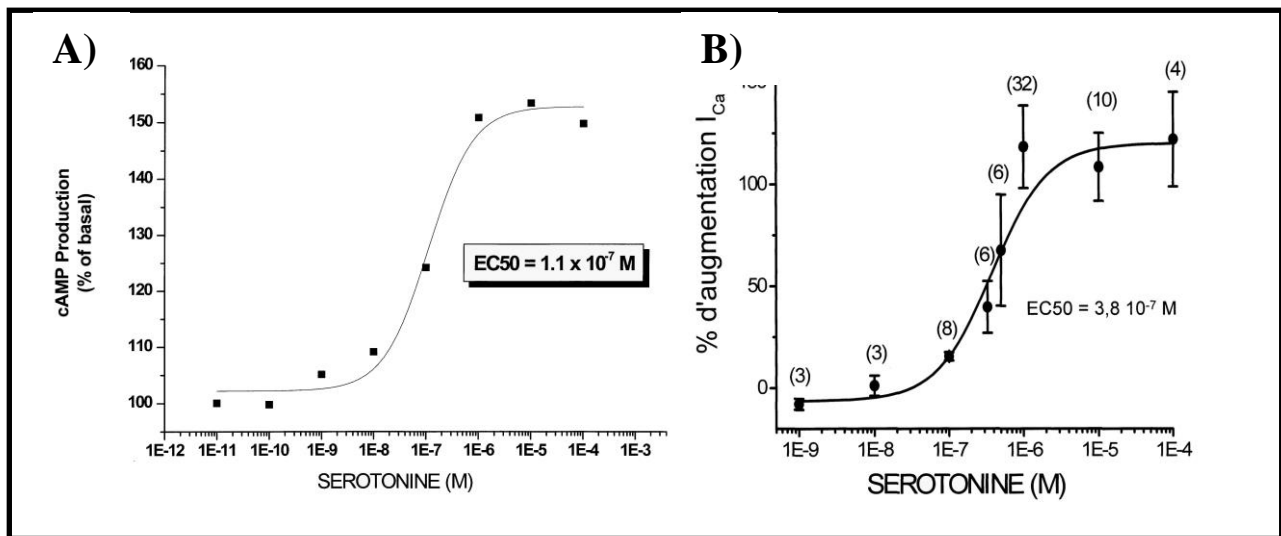 A)
160
150
140
130
120
110
100
cAMP Production
(% of basal)
EC50 = 1.1 x 10⁻⁷ M
1E-12 1E-11 1E-10 1E-9 1E-8 1E-7 1E-6 1E-5 1E-4 1E-3
SEROTONINE (M)
B)
100
50
0
% d'augmentation I_Ca
(3)
(3)
(8)
(6)
(6)
(32)
(10)
(4)
EC50 = 3,8 10⁻⁷ M
1E-9 1E-8 1E-7 1E-6 1E-5 1E-4
SEROTONINE (M)